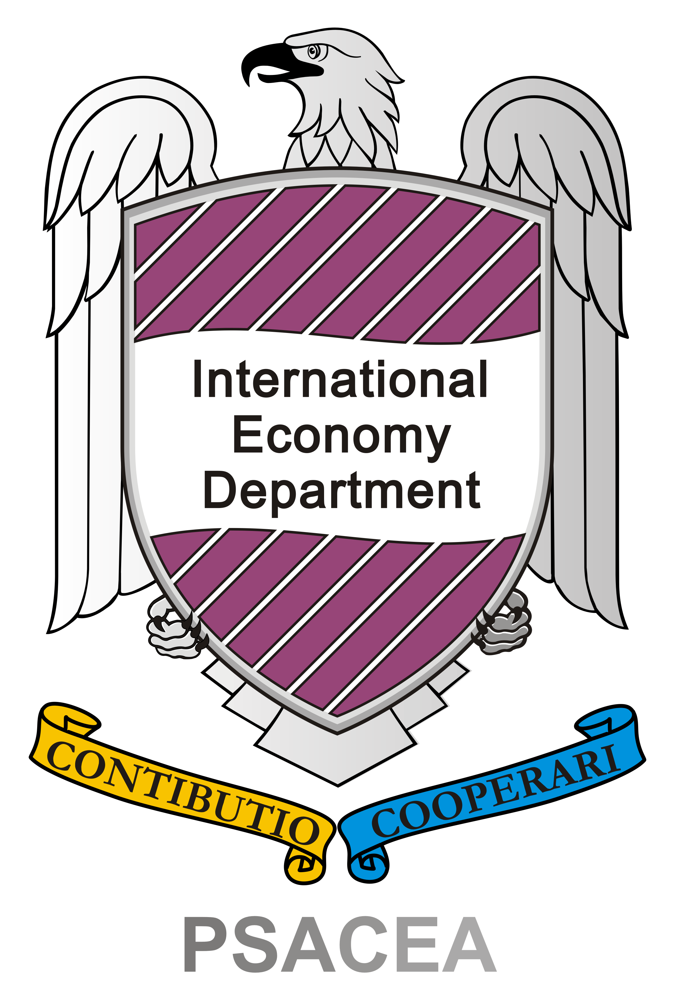 International
Economy
Department
CONTIBUTIO
COOPERARI
PSACEA